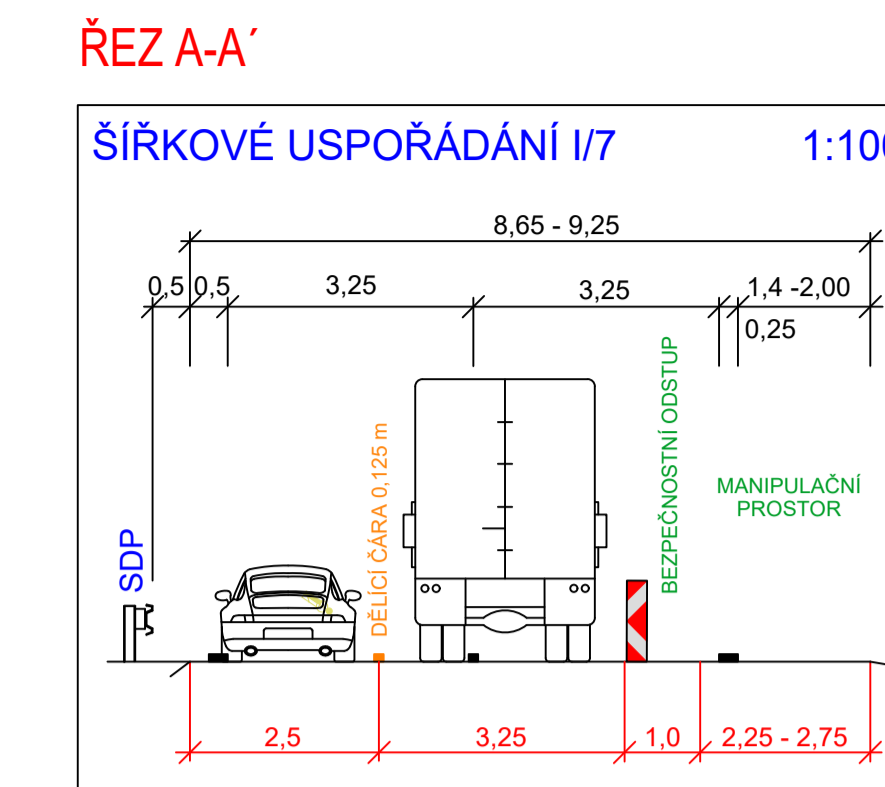 ŘEZ A-A´
ŠÍŘKOVÉ USPOŘÁDÁNÍ I/7
8,65 - 9,25
0,5
0,5
3,25
3,25
1,4 -2,00
0,25
SDP
DĚLÍCÍ ČÁRA 0,125 m
BEZPEČNOSTNÍ ODSTUP
MANIPULAČNÍ
PROSTOR
2,5
3,25
1,0
2,25 - 2,75